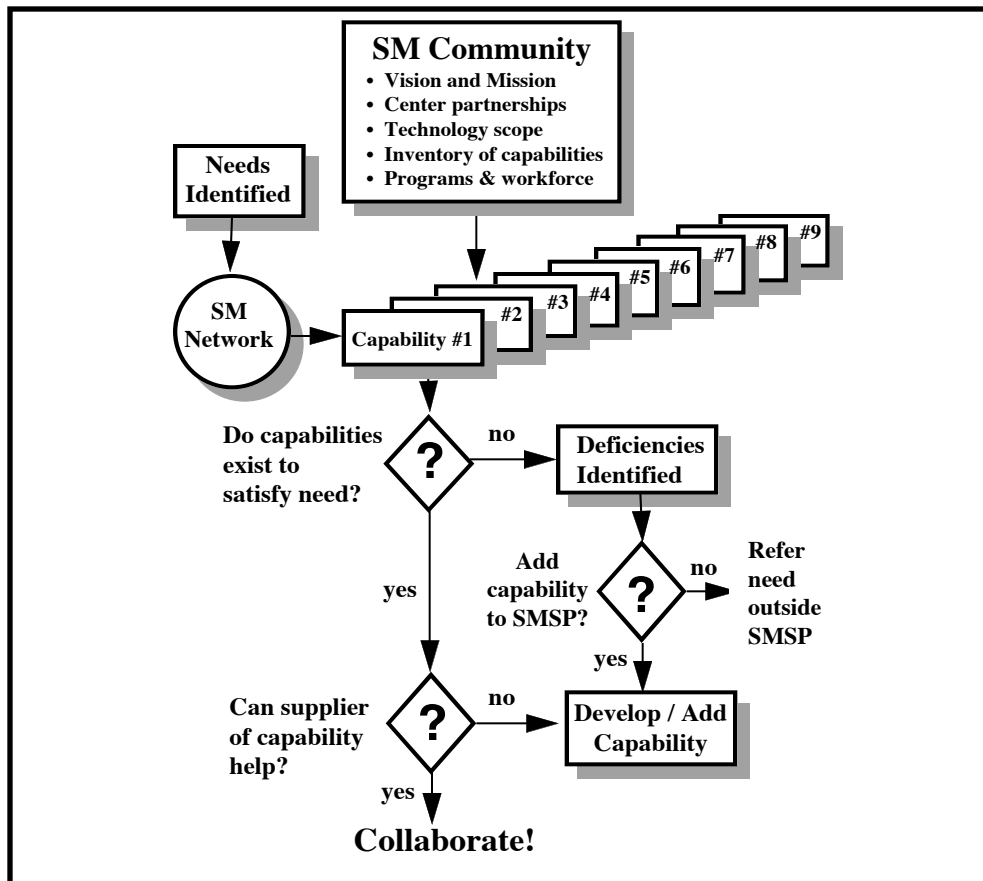 SM Community
• Vision and Mission
• Center partnerships
• Technology scope
• Inventory of capabilities
• Programs & workforce
Needs
Identified
SM
Network
Capability #1
#2
#3
#4
#5
#6
#7
#8
#9
Do capabilities
exist to
satisfy need?
?
no
Deficiencies
Identified
yes
Add
capability
to SMSP?
?
no
Refer
need
outside
SMSP
yes
Can supplier
of capability
help?
?
no
Develop / Add
Capability
yes
Collaborate!